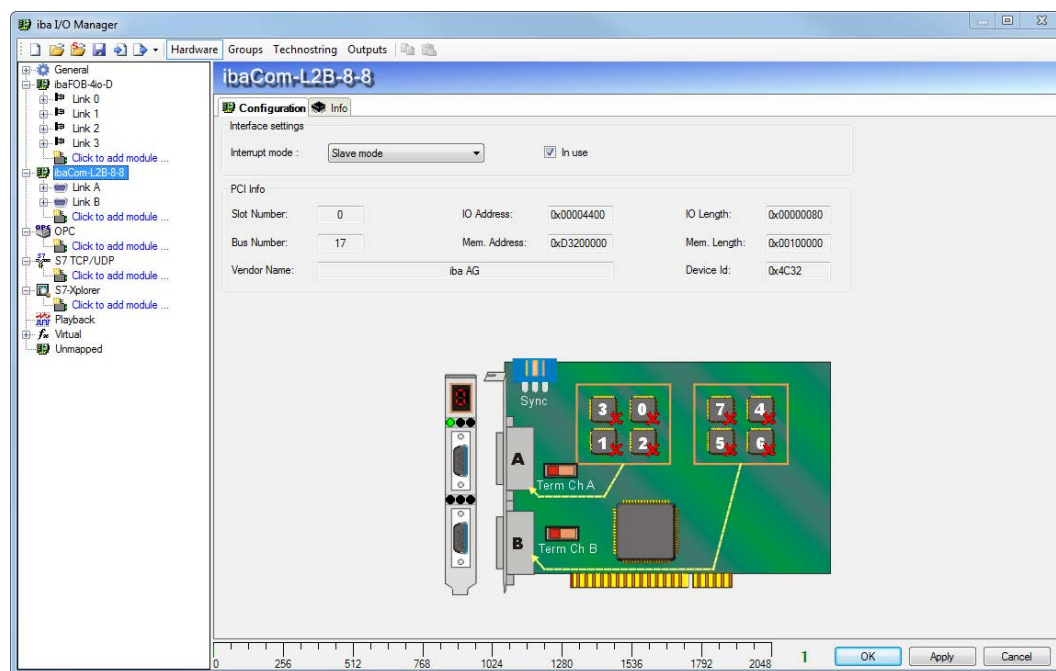 iba I/O Manager
Hardware Groups Technostring Outputs
General
ibaFOB-4io-D
Link 0
Link 1
Link 2
Link 3
Click to add module ...
ibaCom-L2B-8-8
Link A
Link B
Click to add module ...
OPC
Click to add module ...
S7 TCP/UDP
Click to add module ...
S7-Xplorer
Click to add module ...
Playback
Virtual
Unmapped
ibaCom-L2B-8-8
Configuration Info
Interface settings
Interrupt mode : Slave mode In use
PCI Info
Slot Number: 0 IO Address: 0x00004400 IO Length: 0x00000080
Bus Number: 17 Mem. Address: 0xD3200000 Mem. Length: 0x00100000
Vendor Name: iba AG Device Id: 0x4C32
Sync
3 0 7 4
1 2 5 6
A
Term Ch A
B
Term Ch B
0 256 512 768 1024 1280 1536 1792 2048
1 OK Apply Cancel